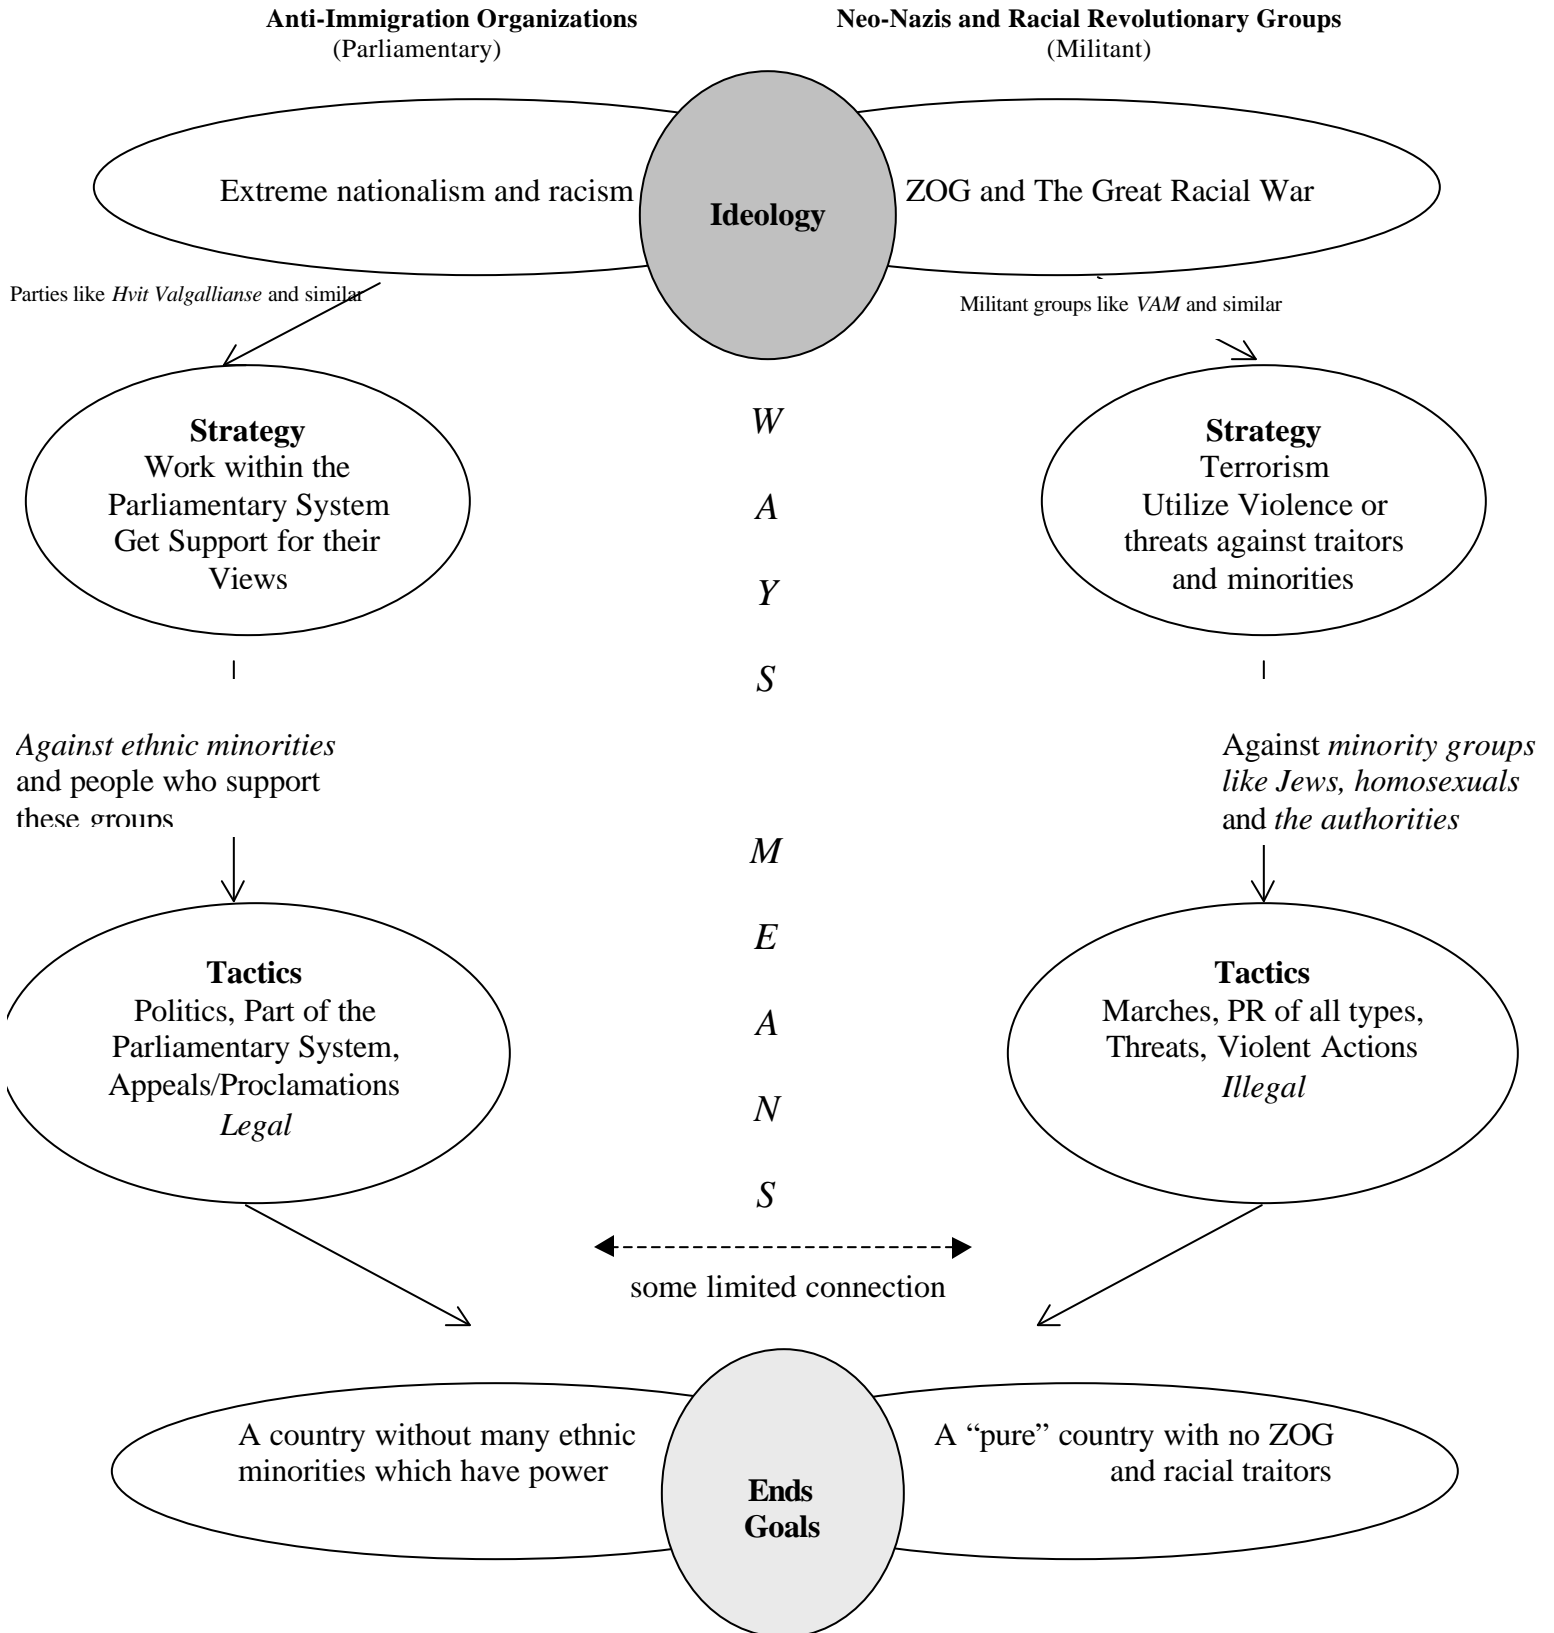 Anti-Immigration Organizations
(Parliamentary)
Neo-Nazis and Racial Revolutionary Groups
(Militant)
Extreme nationalism and racism
Ideology
ZOG and The Great Racial War
Parties like Hvit Valgallianse and similar
Militant groups like VAM and similar
Strategy
Work within the
Parliamentary System
Get Support for their
Views
W
A
Y
S
Strategy
Terrorism
Utilize Violence or
threats against traitors
and minorities
Against ethnic minorities
and people who support
these groups
Against minority groups
like Jews, homosexuals
and the authorities
M
E
A
N
S
Tactics
Politics, Part of the
Parliamentary System,
Appeals/Proclamations
Legal
Tactics
Marches, PR of all types,
Threats, Violent Actions
Illegal
some limited connection
A country without many ethnic
minorities which have power
Ends
Goals
A “pure” country with no ZOG
and racial traitors